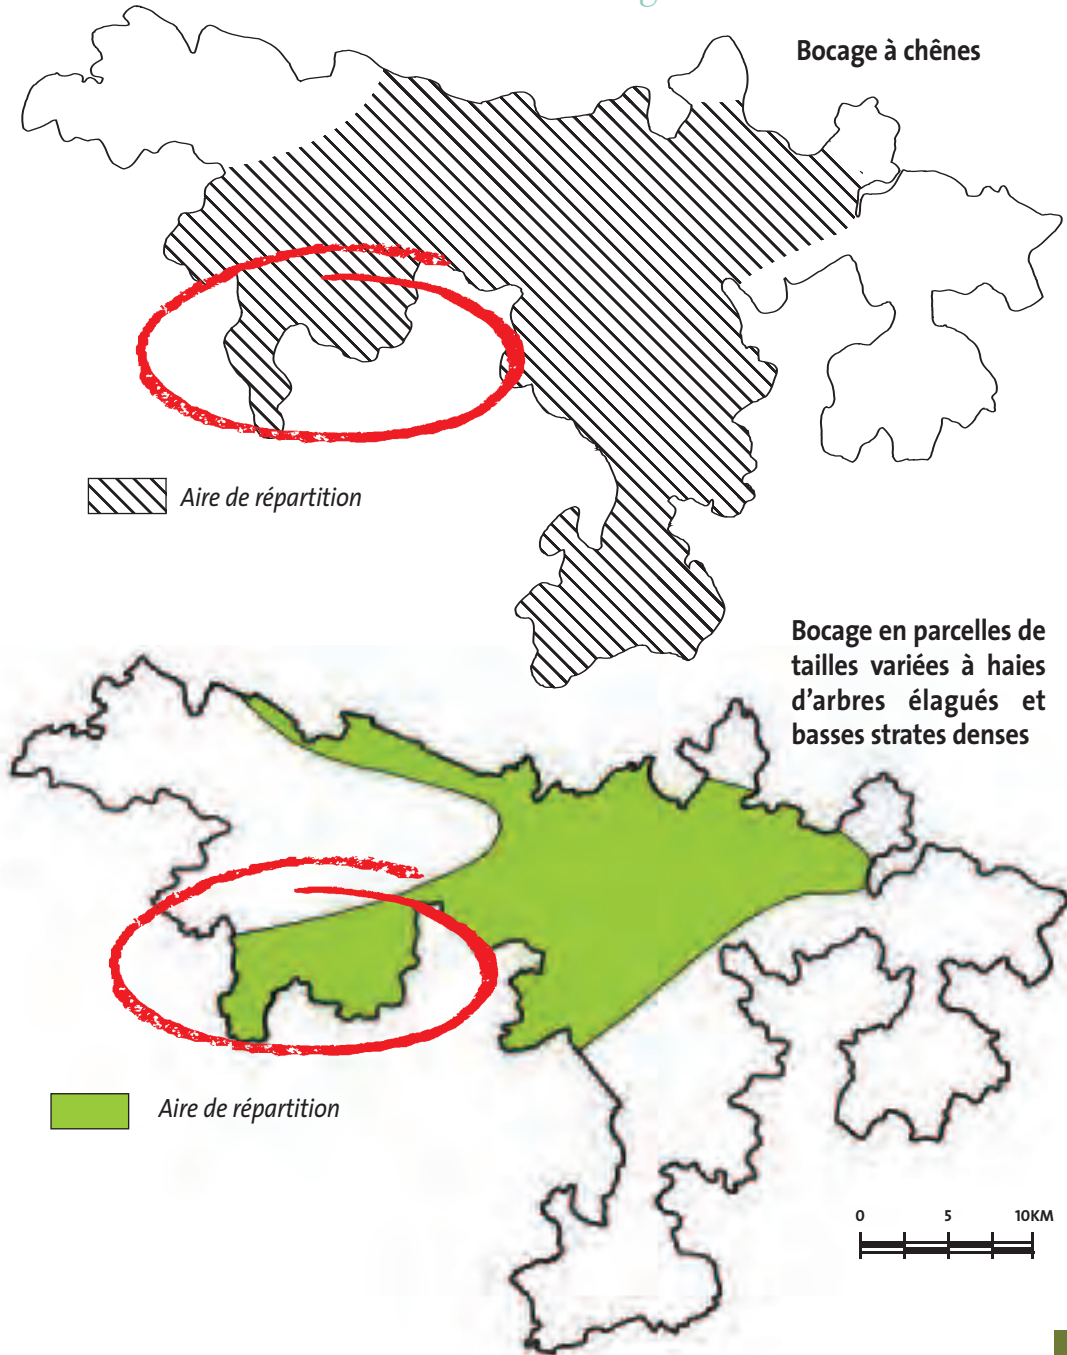 Bocage à chênes
Aire de répartition
Bocage en parcelles de
tailles variées à haies
d'arbres élagués et
basses strates denses
Aire de répartition
0 5 10KM